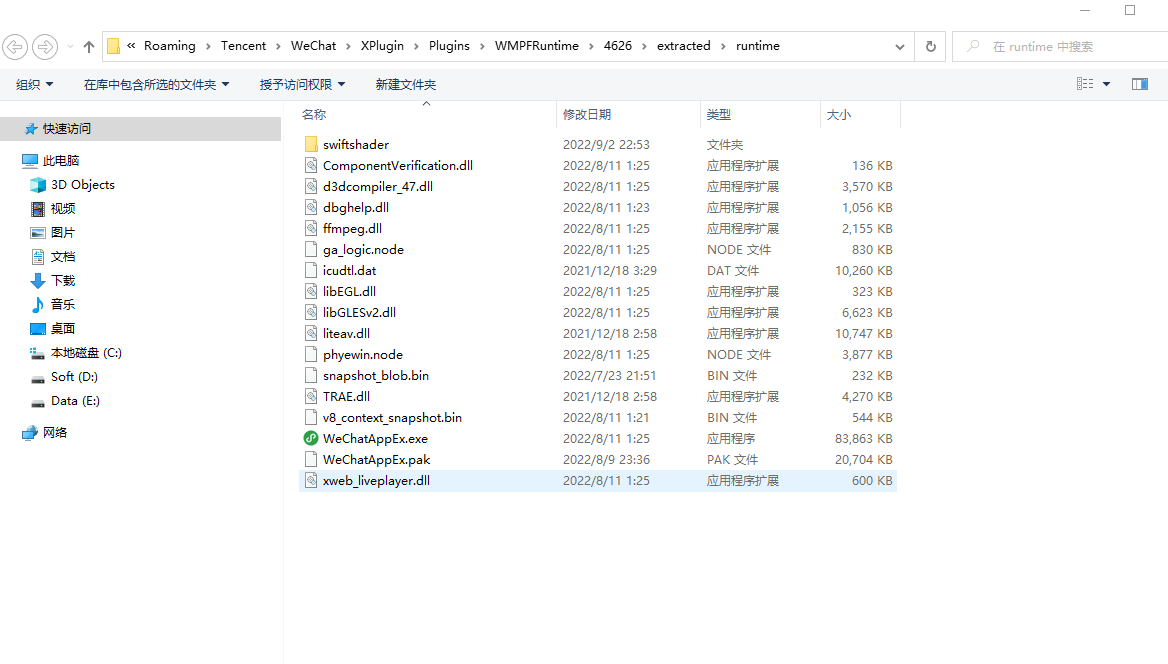 « Roaming › Tencent › WeChat › XPlugin › Plugins › WMPFRuntime › 4626 › extracted › runtime 在 runtime 中搜索
组织 在库中包含所选的文件夹 授予访问权限 新建文件夹
名称 修改日期 类型 大小
快速访问
此电脑
3D Objects
视频
图片
文档
下载
音乐
桌面
本地磁盘 (C:)
Soft (D:)
Data (E:)
网络
swiftshader 2022/9/2 22:53 文件夹
ComponentVerification.dll 2022/8/11 1:25 应用程序扩展 136 KB
d3dcompiler_47.dll 2022/8/11 1:25 应用程序扩展 3,570 KB
dbghelp.dll 2022/8/11 1:23 应用程序扩展 1,056 KB
ffmpeg.dll 2022/8/11 1:25 应用程序扩展 2,155 KB
ga_logic.node 2022/8/11 1:25 NODE 文件 830 KB
icudtl.dat 2021/12/18 3:29 DAT 文件 10,260 KB
libEGL.dll 2022/8/11 1:25 应用程序扩展 323 KB
libGLESv2.dll 2022/8/11 1:25 应用程序扩展 6,623 KB
liteav.dll 2021/12/18 2:58 应用程序扩展 10,747 KB
phyewin.node 2022/8/11 1:25 NODE 文件 3,877 KB
snapshot_blob.bin 2022/7/23 21:51 BIN 文件 232 KB
TRAE.dll 2021/12/18 2:58 应用程序扩展 4,270 KB
v8_context_snapshot.bin 2022/8/11 1:21 BIN 文件 544 KB
WeChatAppEx.exe 2022/8/11 1:25 应用程序 83,863 KB
WeChatAppEx.pak 2022/8/9 23:36 PAK 文件 20,704 KB
xweb_liveplayer.dll 2022/8/11 1:25 应用程序扩展 600 KB